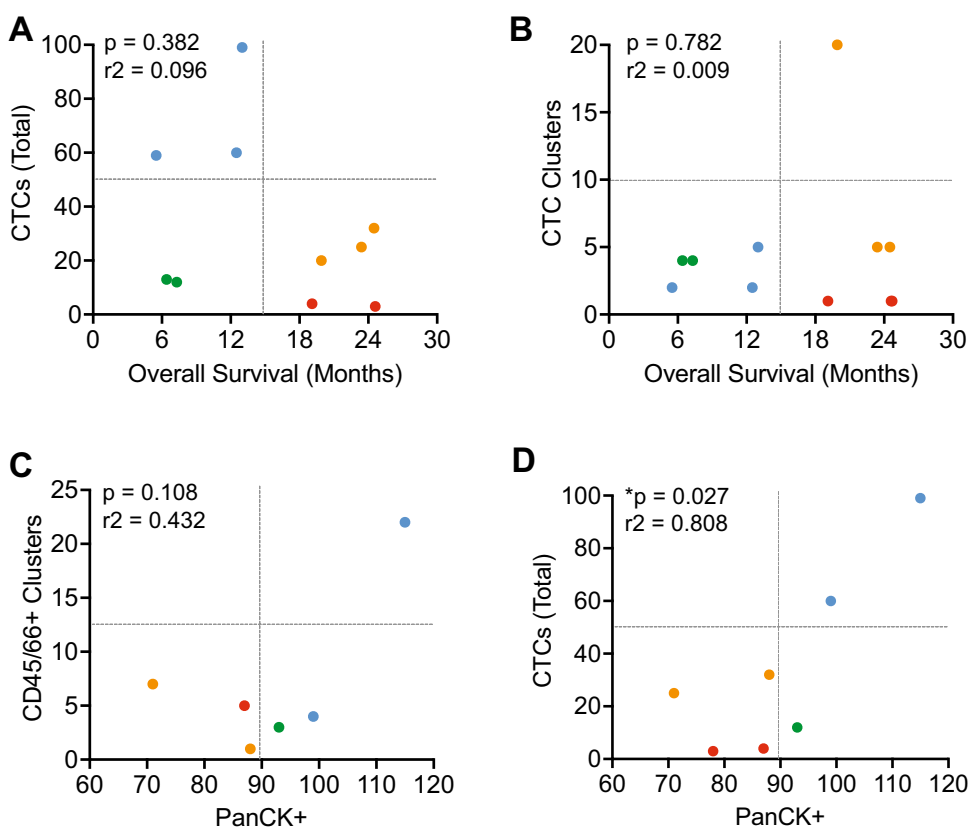 A
p = 0.382
r2 = 0.096
CTCs (Total)
100
80
60
40
20
0
0 6 12 18 24 30
Overall Survival (Months)
B
p = 0.782
r2 = 0.009
CTC Clusters
20
15
10
5
0
0 6 12 18 24 30
Overall Survival (Months)
C
p = 0.108
r2 = 0.432
CD45/66+ Clusters
25
20
15
10
5
0
60 70 80 90 100 110 120
PanCK+
D
*p = 0.027
r2 = 0.808
CTCs (Total)
100
80
60
40
20
0
60 70 80 90 100 110 120
PanCK+